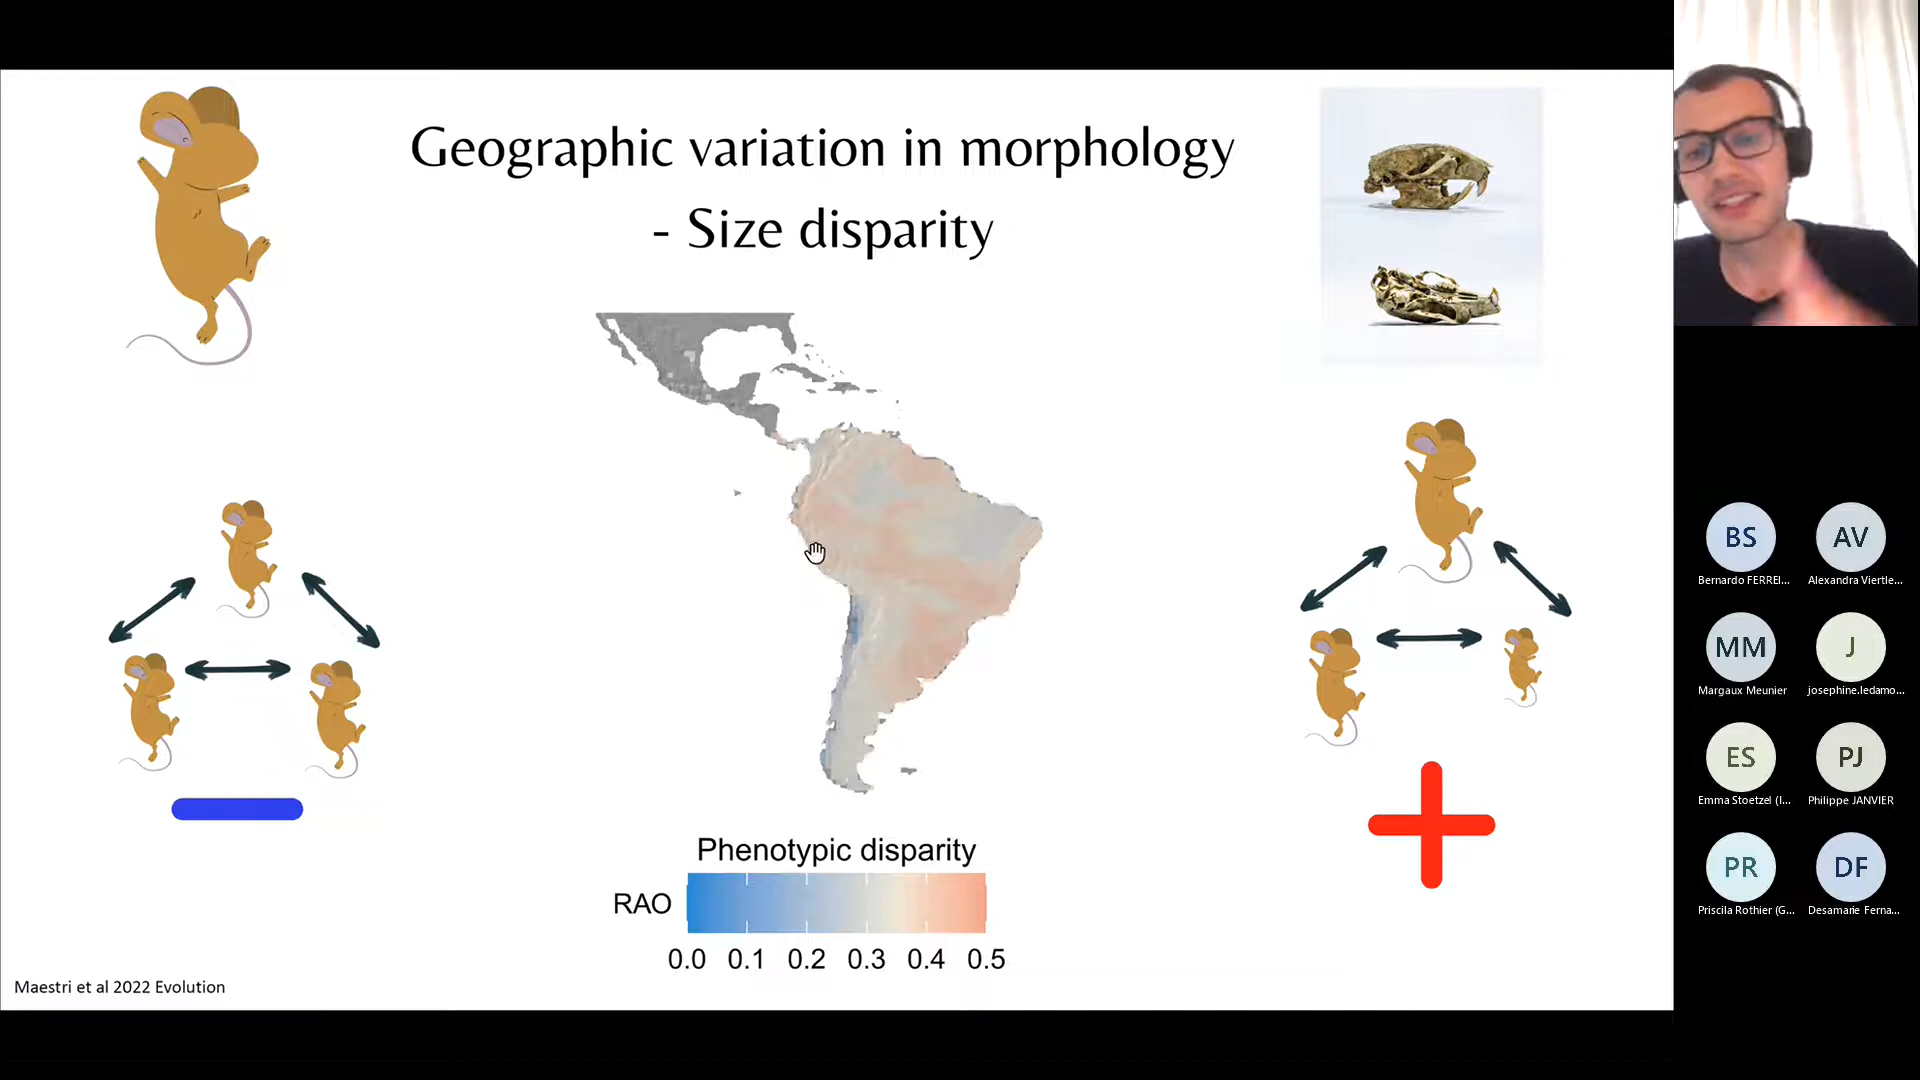 Geographic variation in morphology
- Size disparity
Phenotypic disparity
RAO
0.0 0.1 0.2 0.3 0.4 0.5
Maestri et al 2022 Evolution
BS AV
Bernardo FERREI... Alexandra Viertle...
MM J
Margaux Meunier josephine.ledamo...
ES PJ
Emma Stoetzel (I... Philippe JANVIER
PR DF
Priscila Rothier (G... Desamarie Ferna...